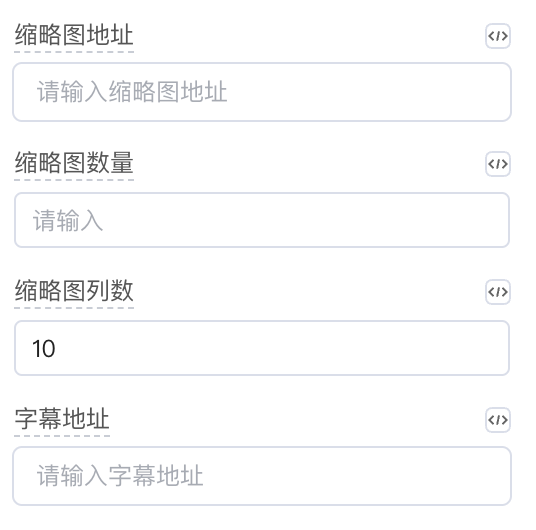 缩略图地址
</>
请输入缩略图地址
缩略图数量
</>
请输入
缩略图列数
</>
10
字幕地址
</>
请输入字幕地址